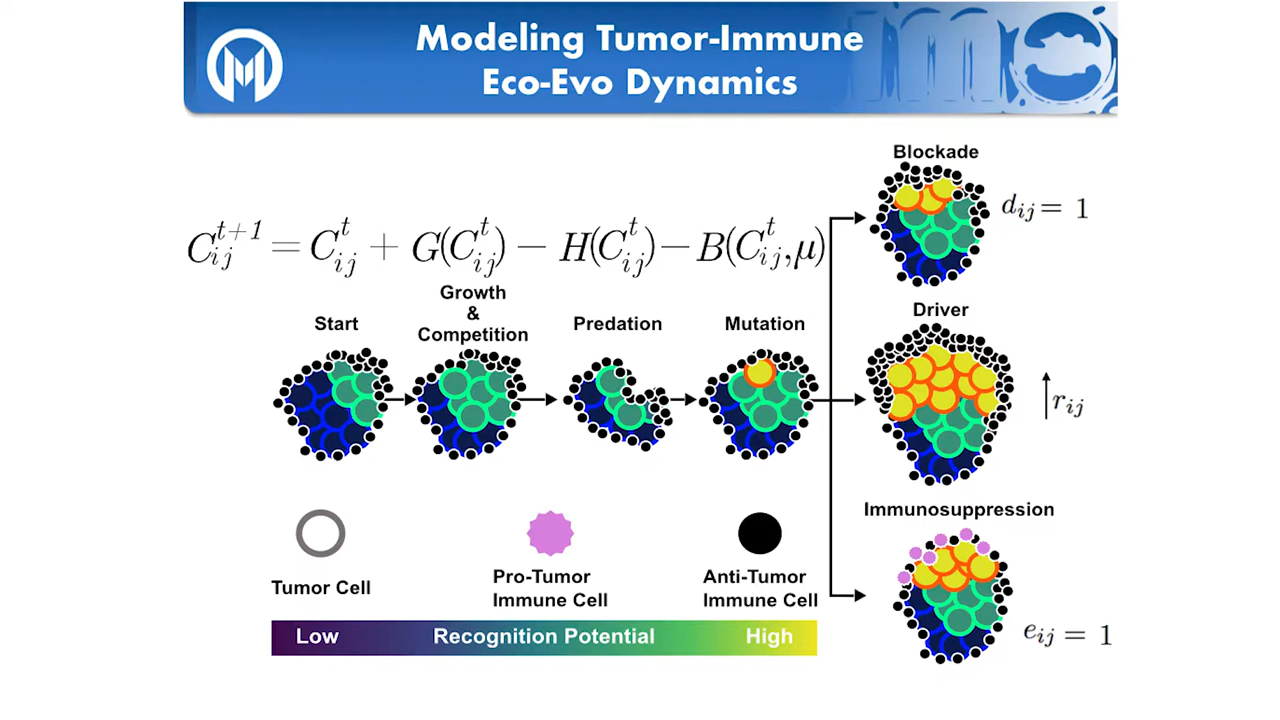 Modeling Tumor-Immune
Eco-Evo Dynamics
Blockade
d_{ij} = 1
C_{ij}^{t+1} = C_{ij}^{t} + G(C_{ij}^{t}) − H(C_{ij}^{t}) − B(C_{ij}^{t},μ)
Growth
&
Competition
Start
Predation
Mutation
Driver
↑ r_{ij}
Immunosuppression
Tumor Cell
Pro-Tumor
Immune Cell
Anti-Tumor
Immune Cell
Low Recognition Potential High
e_{ij} = 1